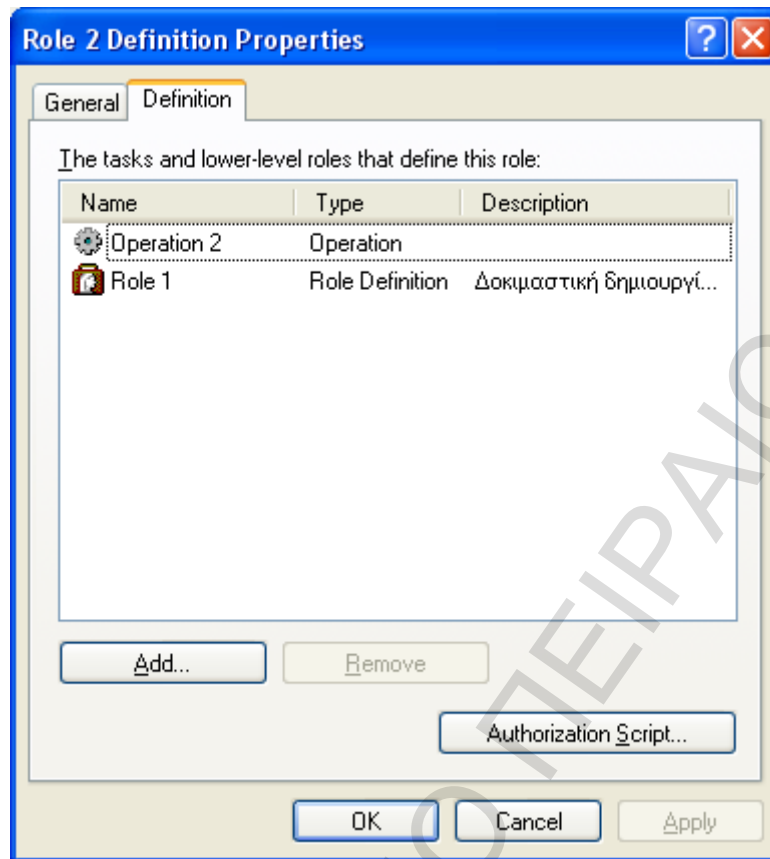 Role 2 Definition Properties
General Definition
The tasks and lower-level roles that define this role:
Name Type Description
Operation 2 Operation
Role 1 Role Definition Δοκιμαστική δημιουργί...
Add... Remove
Authorization Script...
OK Cancel Apply
Ο ΠΕΙΡΑΙΩ